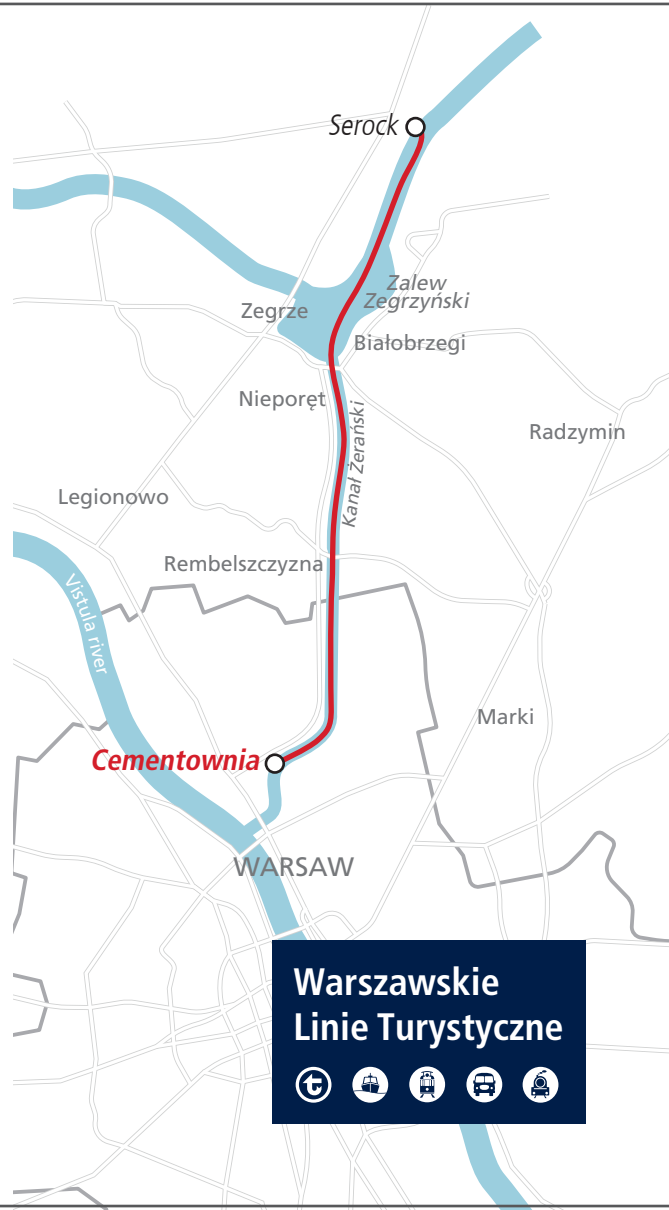 Serock
Zalew
Zegrzyński
Zegrze
Białobrzegi
Nieporęt
Kanał Żerański
Radzymin
Legionowo
Rembelszczyzna
Vistula river
Marki
Cementownia
WARSAW
Warszawskie
Linie Turystyczne
t